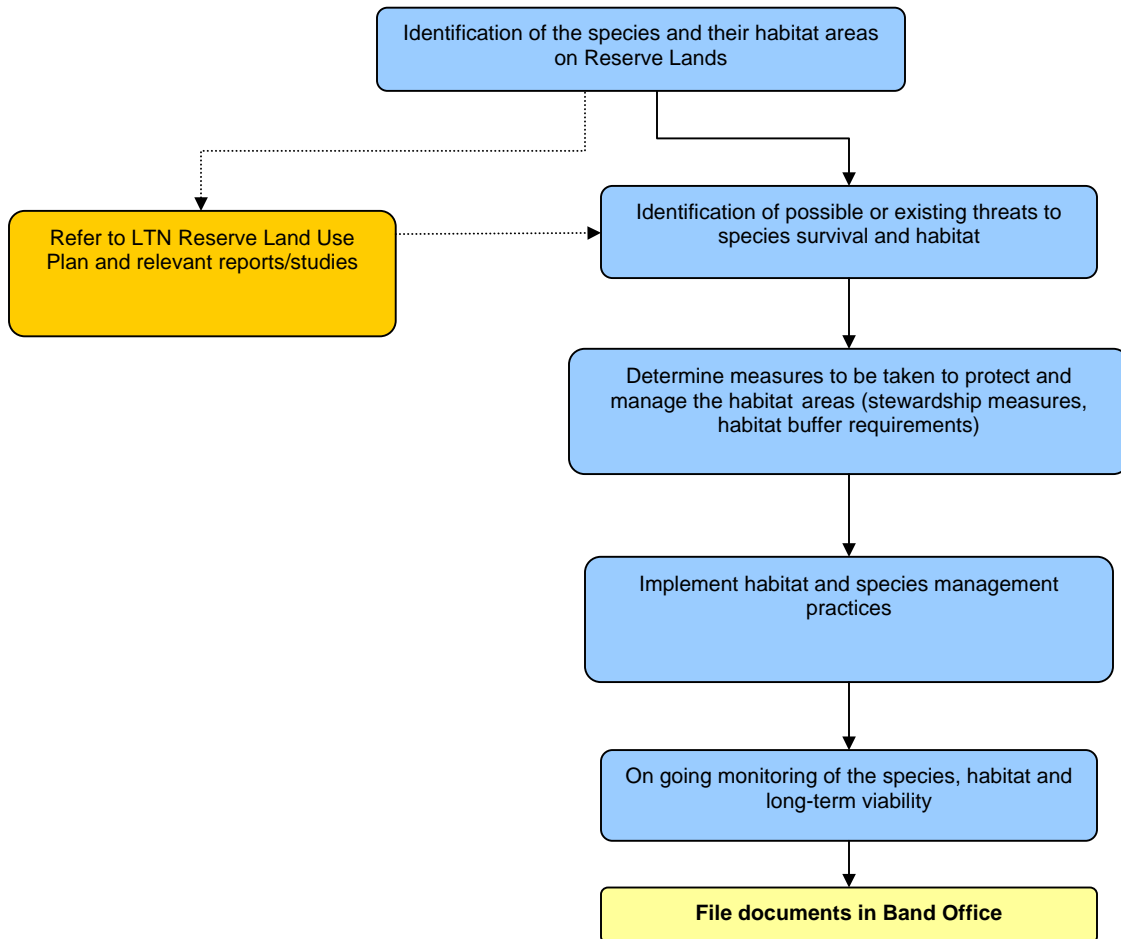 Identification of the species and their habitat areas
on Reserve Lands
Identification of possible or existing threats to
species survival and habitat
Refer to LTN Reserve Land Use
Plan and relevant reports/studies
Determine measures to be taken to protect and
manage the habitat areas (stewardship measures,
habitat buffer requirements)
Implement habitat and species management
practices
On going monitoring of the species, habitat and
long-term viability
File documents in Band Office